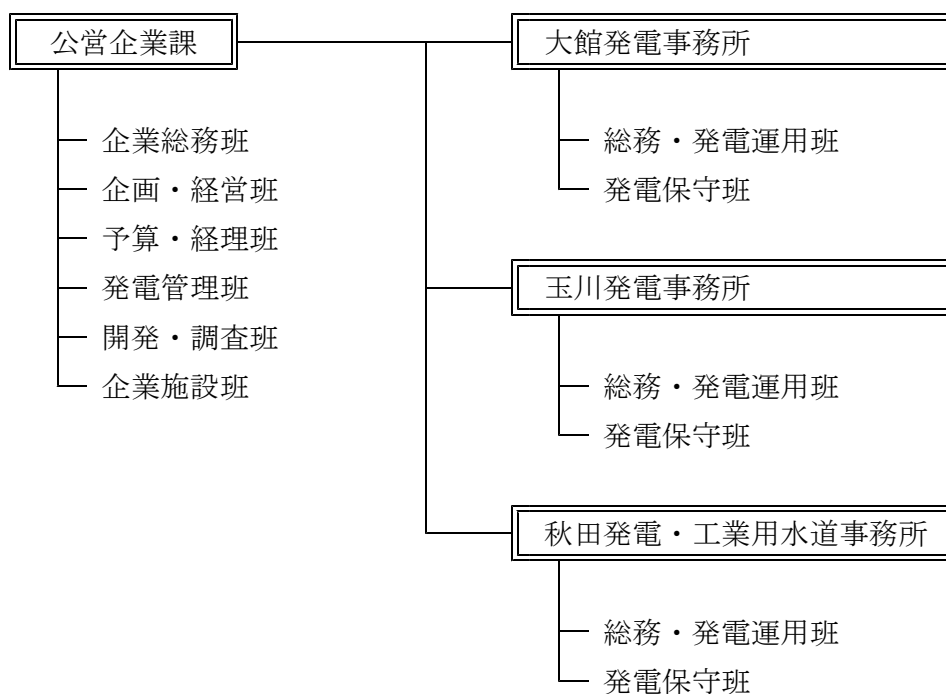 公営企業課
企業総務班
企画・経営班
予算・経理班
発電管理班
開発・調査班
企業施設班
大館発電事務所
総務・発電運用班
発電保守班
玉川発電事務所
総務・発電運用班
発電保守班
秋田発電・工業用水道事務所
総務・発電運用班
発電保守班